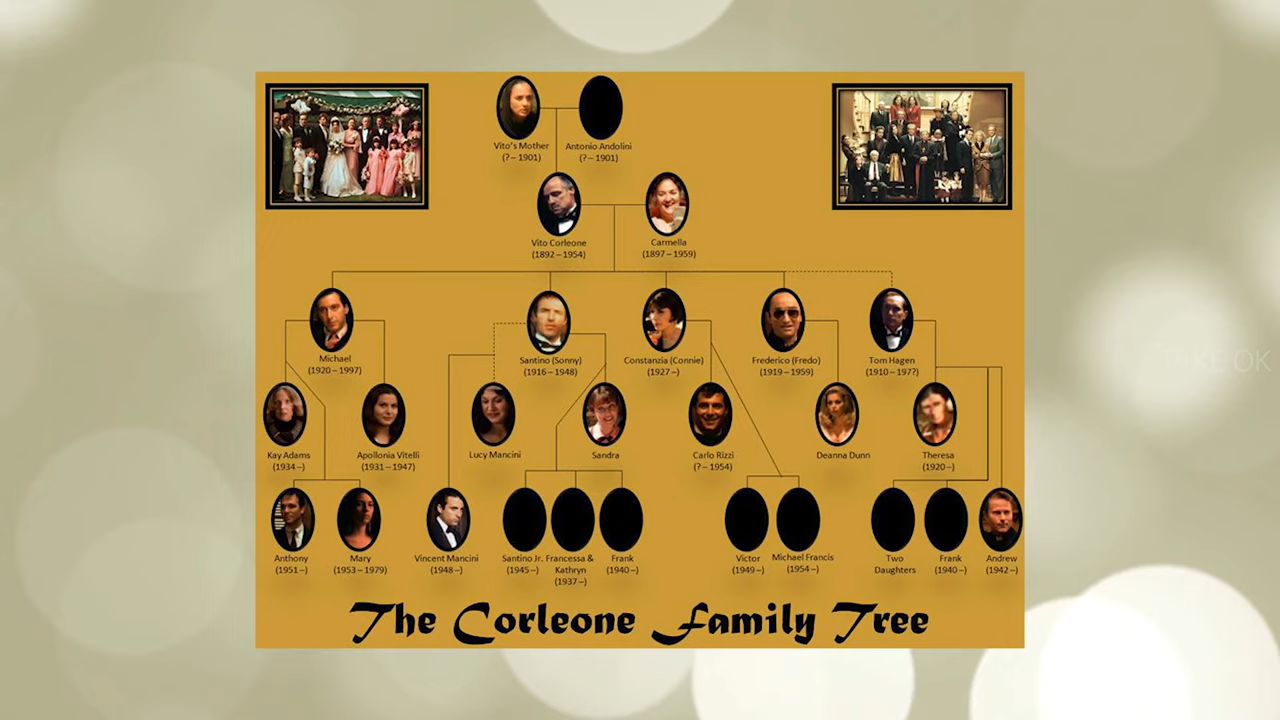 Vito's Mother
(? – 1901)
Antonio Andolini
(? – 1901)
Vito Corleone
(1892 – 1954)
Carmella
(1897 – 1959)
Michael
(1920 – 1997)
Santino (Sonny)
(1916 – 1948)
Constanzia (Connie)
(1927 –)
Frederico (Fredo)
(1919 – 1959)
Tom Hagen
(1910 – 197?)
Kay Adams
(1934 –)
Apollonia Vitelli
(1931 – 1947)
Lucy Mancini
Sandra
Carlo Rizzi
(? – 1954)
Deanna Dunn
Theresa
(1920 –)
Anthony
(1951 –)
Mary
(1953 – 1979)
Vincent Mancini
(1948 –)
Santino Jr.
(1945 –)
Francessa &
Kathryn
(1937 –)
Frank
(1940 –)
Victor
(1949 –)
Michael Francis
(1954 –)
Two
Daughters
Frank
(1940 –)
Andrew
(1942 –)
The Corleone Family Tree
OK